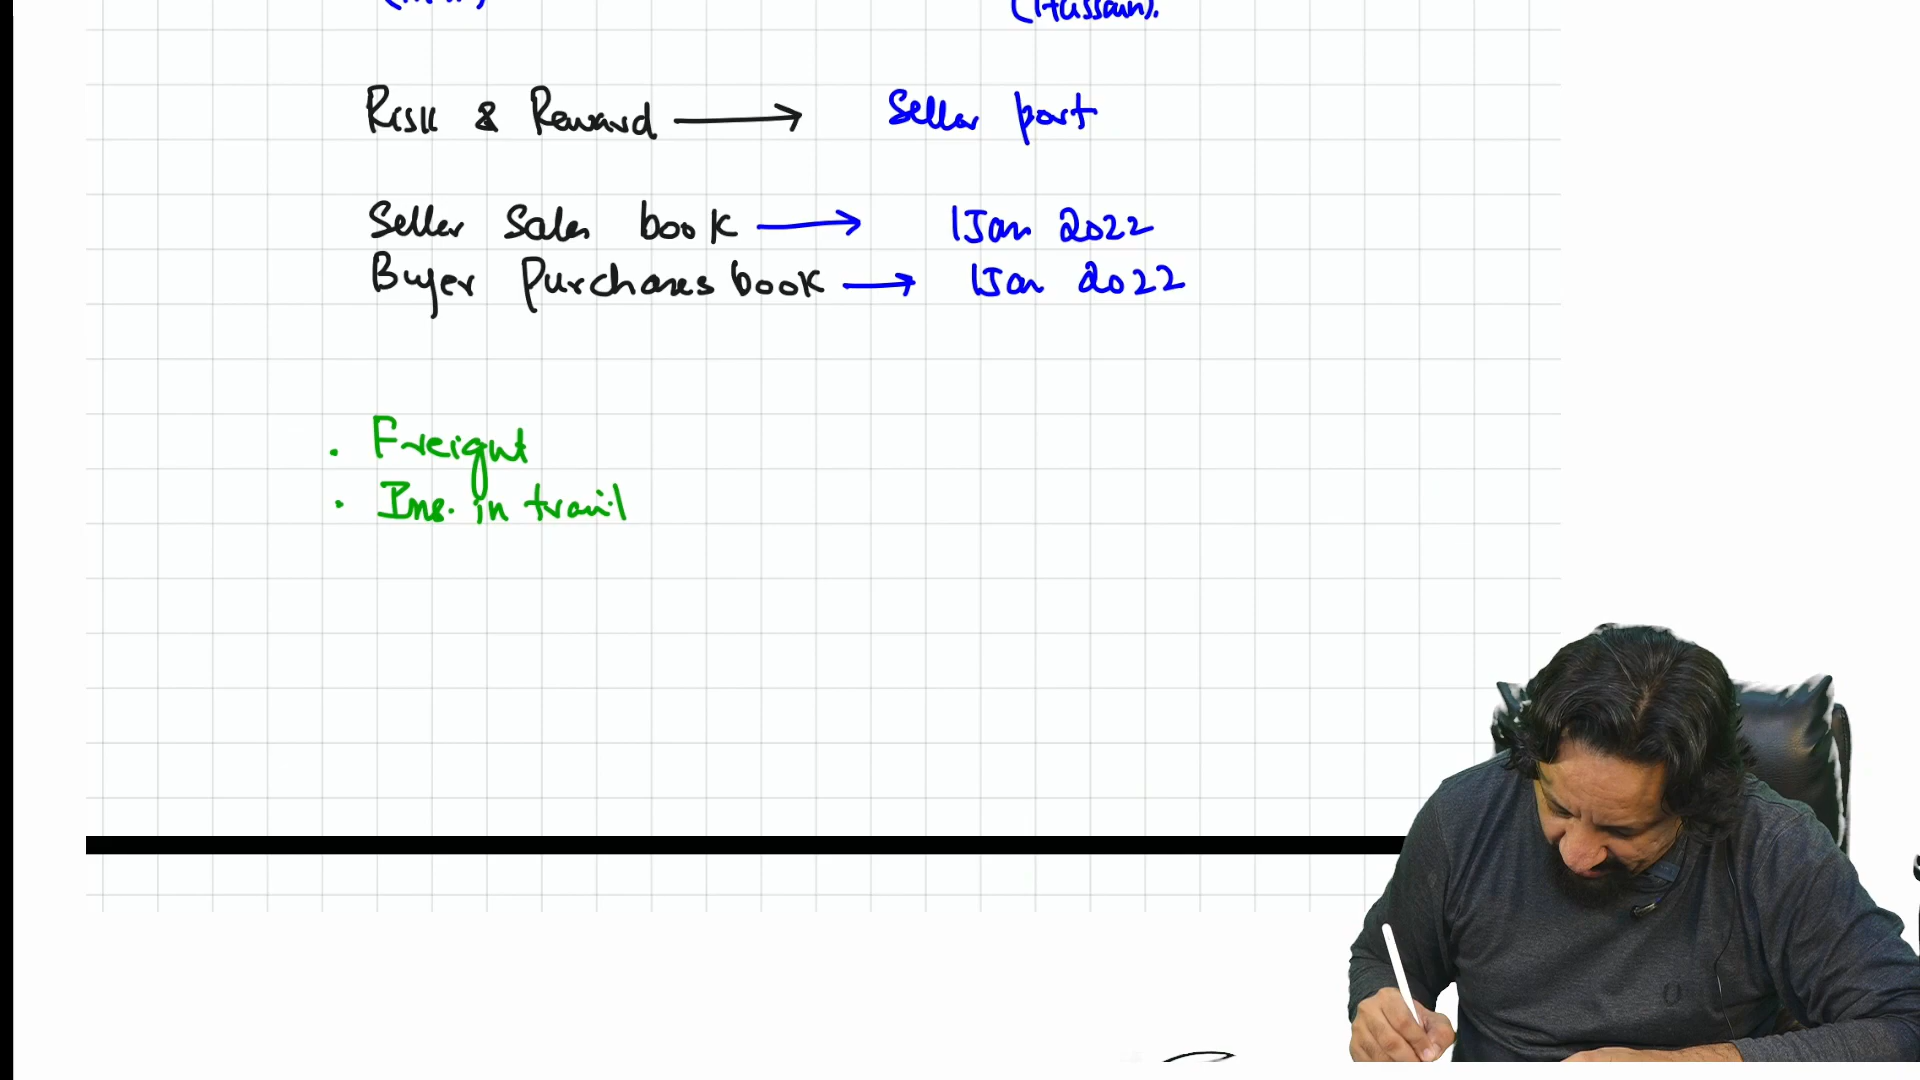 (Hussain).
Risk & Reward → Seller port
Seller Sales book → 1 Jan 2022
Buyer Purchases book → 1 Jan 2022
. Freight
. Ins. in transit